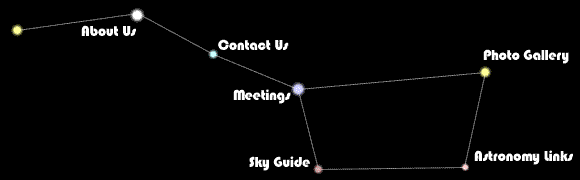 About Us
Contact Us
Photo Gallery
Meetings
Sky Guide
Astronomy Links